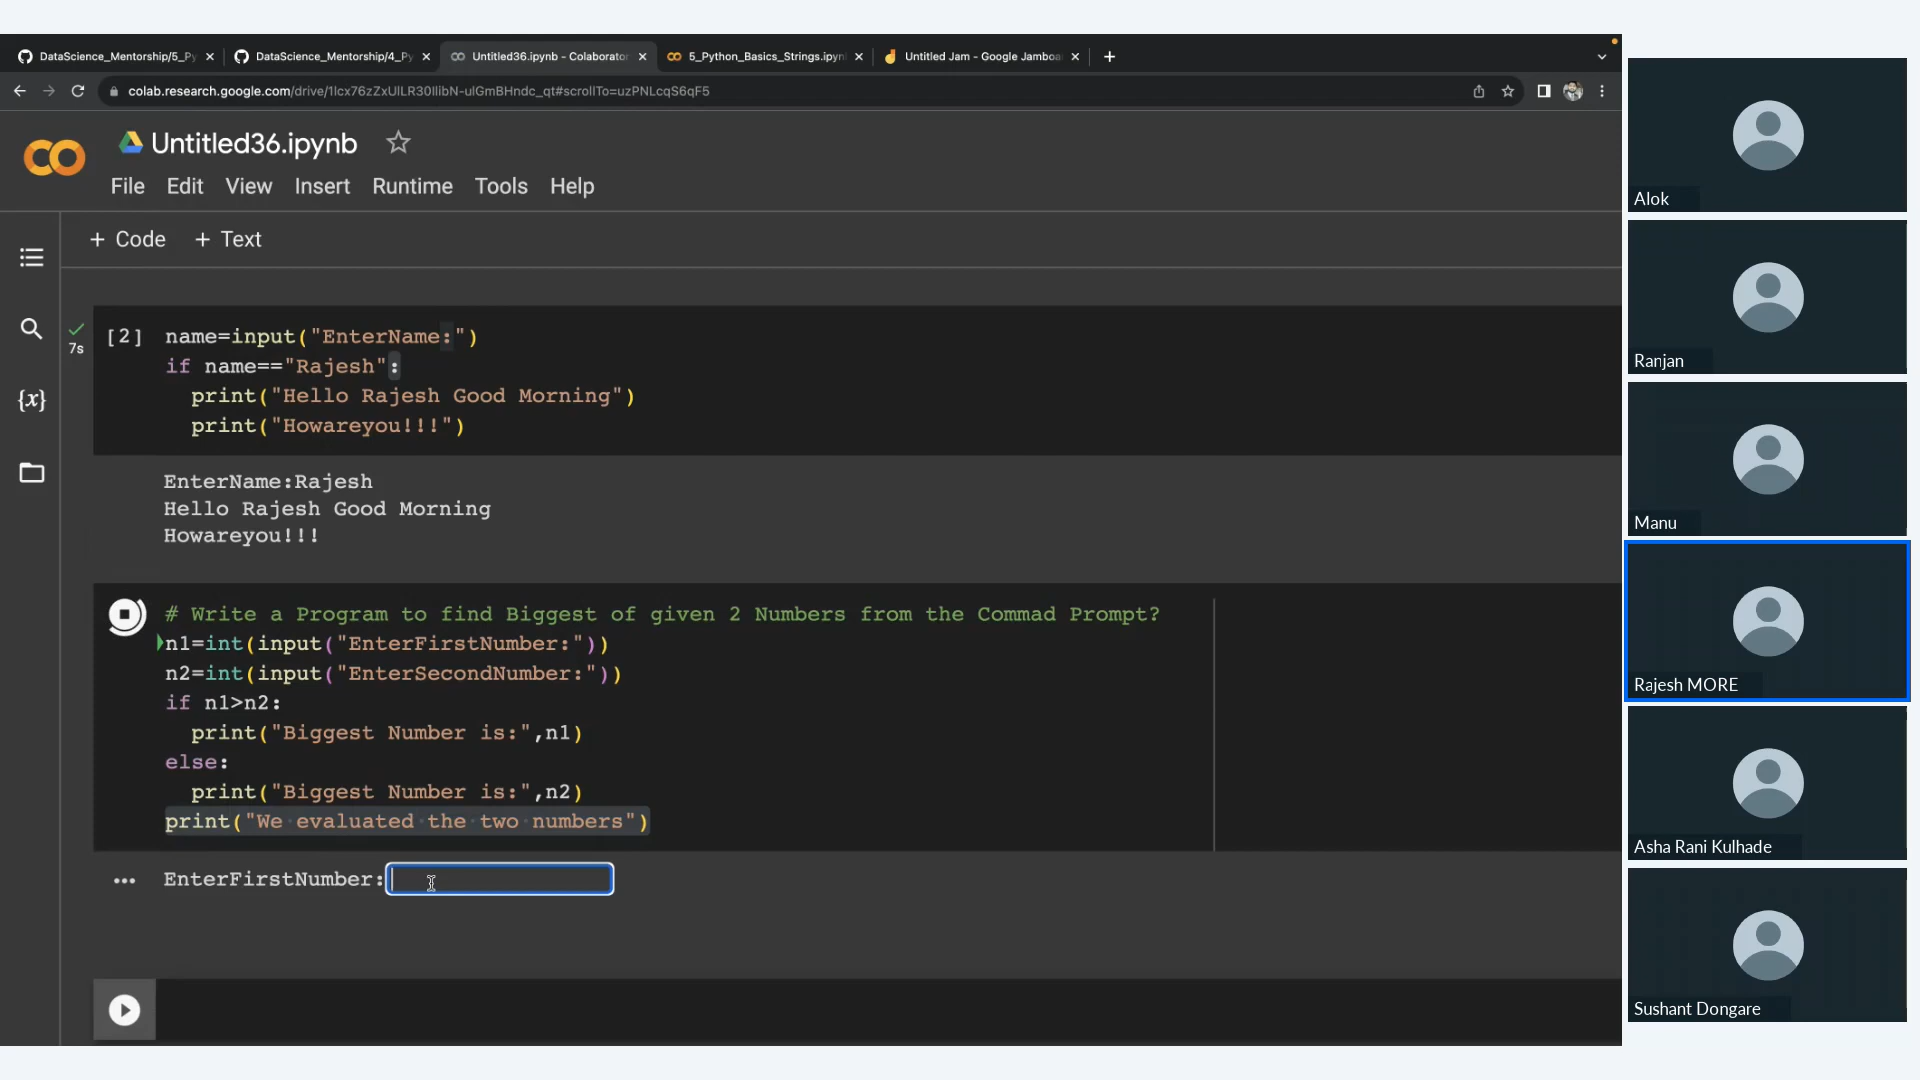 DataScience_Mentorship/5_Py
DataScience_Mentorship/4_Py
Untitled36.ipynb - Colaborator
5_Python_Basics_Strings.ipyn
Untitled Jam - Google Jamboa
colab.research.google.com/drive/1lcx76zZxUlLR30IlibN-ulGmBHndc_qt#scrollTo=uzPNLcqS6qF5
CO
Untitled36.ipynb
File Edit View Insert Runtime Tools Help
+ Code + Text
{x}
7s
[2] name=input("EnterName:")
if name=="Rajesh":
print("Hello Rajesh Good Morning")
print("Howareyou!!!")
EnterName:Rajesh
Hello Rajesh Good Morning
Howareyou!!!
# Write a Program to find Biggest of given 2 Numbers from the Commad Prompt?
n1=int(input("EnterFirstNumber:"))
n2=int(input("EnterSecondNumber:"))
if n1>n2:
print("Biggest Number is:",n1)
else:
print("Biggest Number is:",n2)
print("We evaluated the two numbers")
EnterFirstNumber:
Alok
Ranjan
Manu
Rajesh MORE
Asha Rani Kulhade
Sushant Dongare